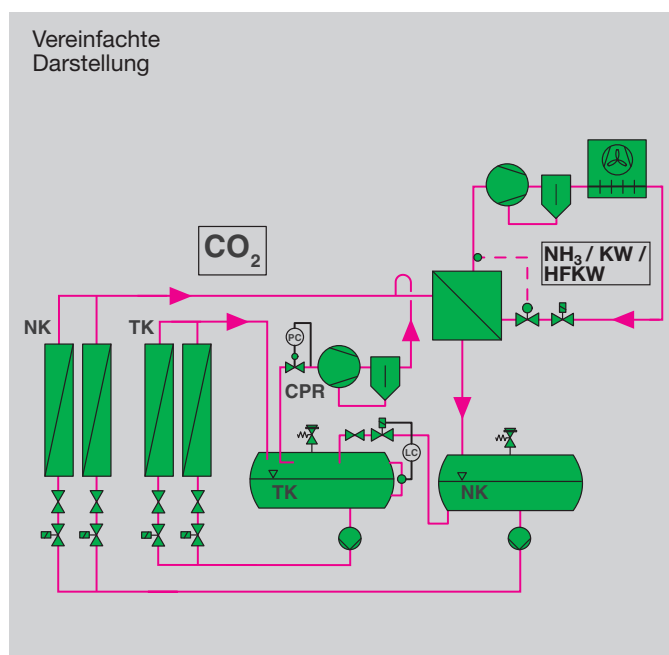 Vereinfachte
Darstellung
CO₂
NH₃ / KW /
HFKW
NK
TK
PC
CPR
LC
TK
NK